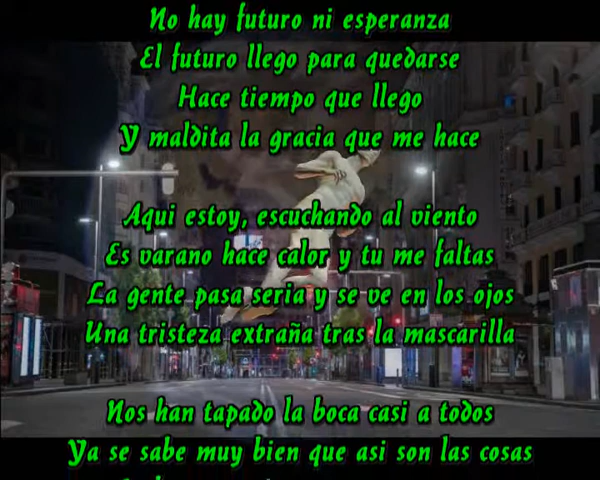 No hay futuro ni esperanza
El futuro llego para quedarse
Hace tiempo que llego
Y maldita la gracia que me hace
Aqui estoy, escuchando al viento
Es varano hace calor y tu me faltas
La gente pasa seria y se ve en los ojos
Una tristeza extraña tras la mascarilla
Nos han tapado la boca casi a todos
Ya se sabe muy bien que asi son las cosas